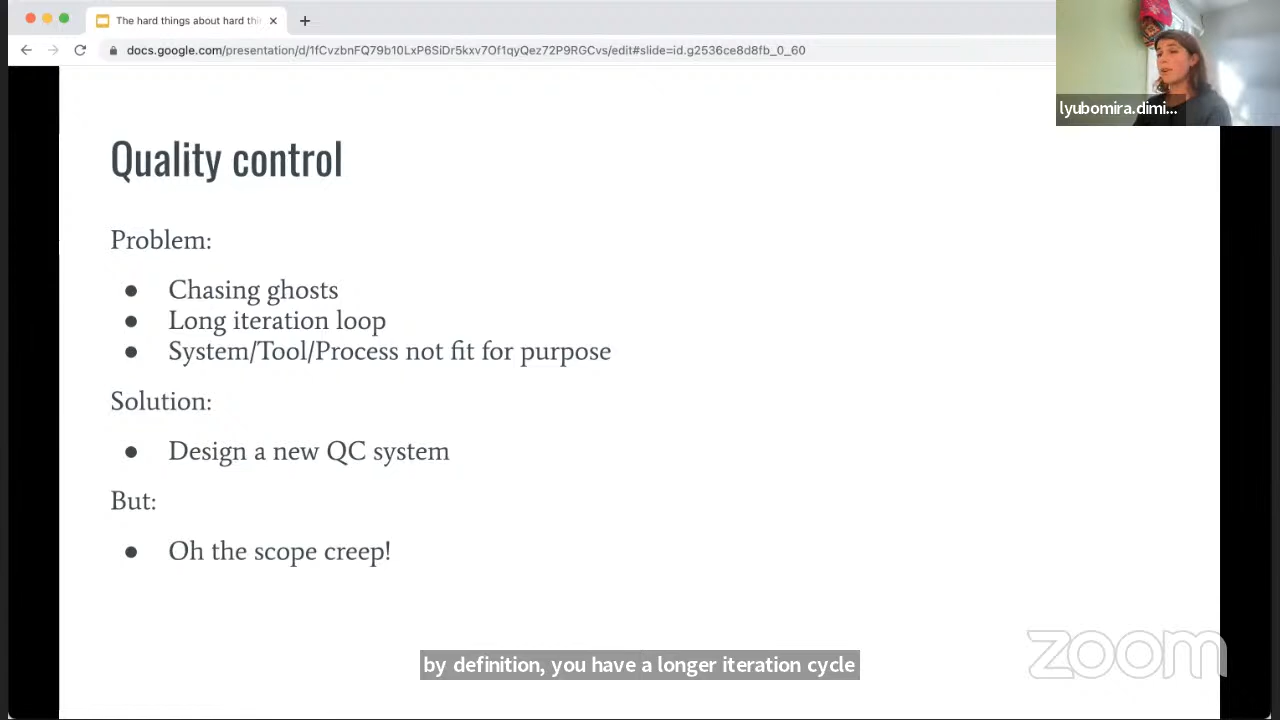 The hard things about hard thi
docs.google.com/presentation/d/1fCvzbnFQ79b10LxP6SiDr5kxv7Of1qyQez72P9RGCvs/edit#slide=id.g2536ce8d8fb_0_60
lyubomira.dimi...
Quality control
Problem:
● Chasing ghosts
● Long iteration loop
● System/Tool/Process not fit for purpose
Solution:
● Design a new QC system
But:
● Oh the scope creep!
by definition, you have a longer iteration cycle
zoom